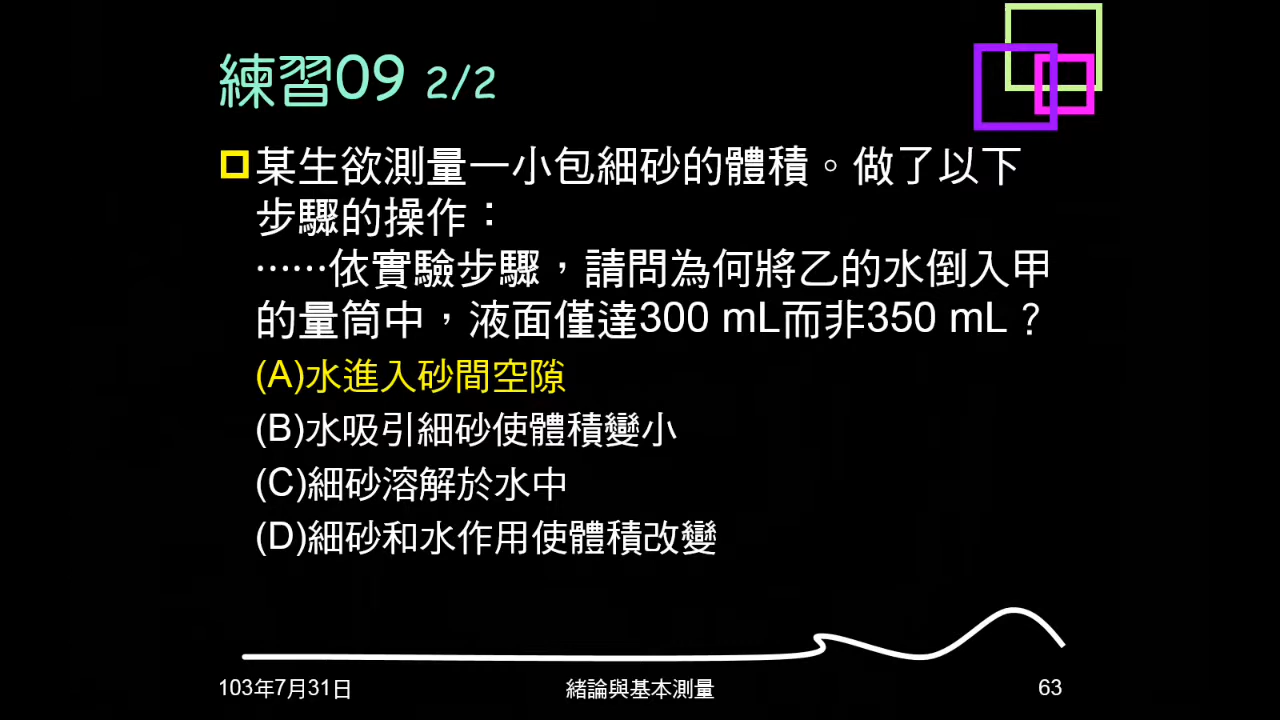 練習09 2/2
某生欲測量一小包細砂的體積。做了以下
步驟的操作：
……依實驗步驟，請問為何將乙的水倒入甲
的量筒中，液面僅達300 mL而非350 mL？
(A)水進入砂間空隙
(B)水吸引細砂使體積變小
(C)細砂溶解於水中
(D)細砂和水作用使體積改變
103年7月31日
緒論與基本測量
63